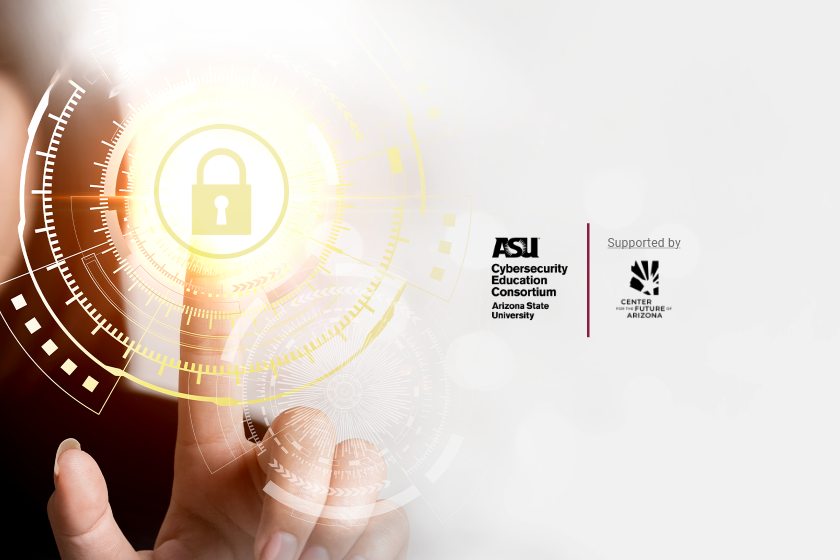 ASU
Cybersecurity
Education
Consortium
Arizona State
University
Supported by
CENTER
FOR THE FUTURE OF
ARIZONA